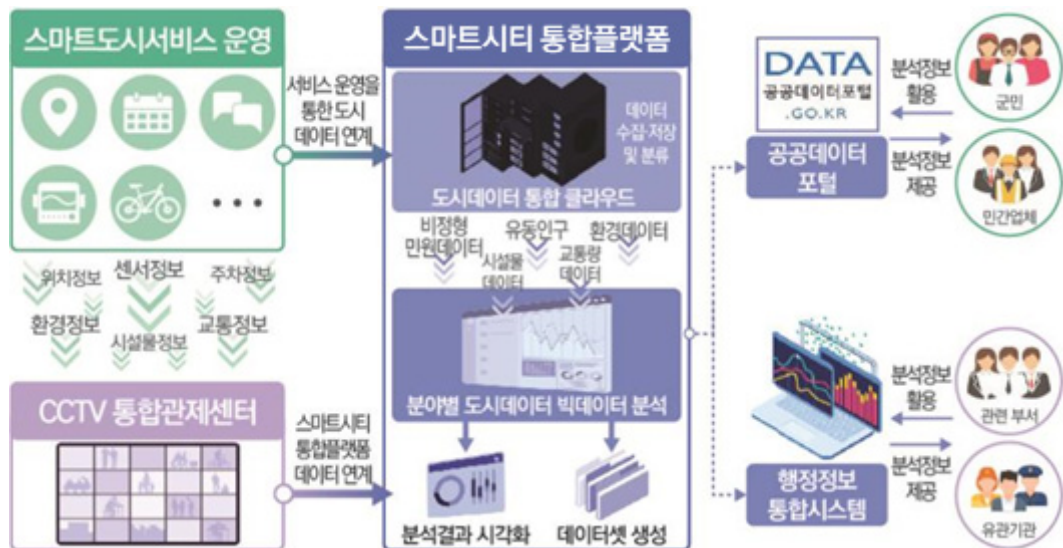 스마트도시서비스 운영
위치정보
센서정보
주차정보
환경정보
시설물정보
교통정보
CCTV 통합관제센터
서비스 운영을
통한 도시
데이터 연계
스마트시티
통합플랫폼
데이터 연계
스마트시티 통합플랫폼
데이터
수집·저장
및 분류
도시데이터 통합 클라우드
비정형
민원데이터
유동인구
환경데이터
시설물
데이터
교통량
데이터
분야별 도시데이터 빅데이터 분석
분석결과 시각화
데이터셋 생성
DATA
공공데이터포털
.GO.KR
공공데이터
포털
분석정보
활용
분석정보
제공
군민
민간업체
행정정보
통합시스템
분석정보
활용
분석정보
제공
관련 부서
유관기관